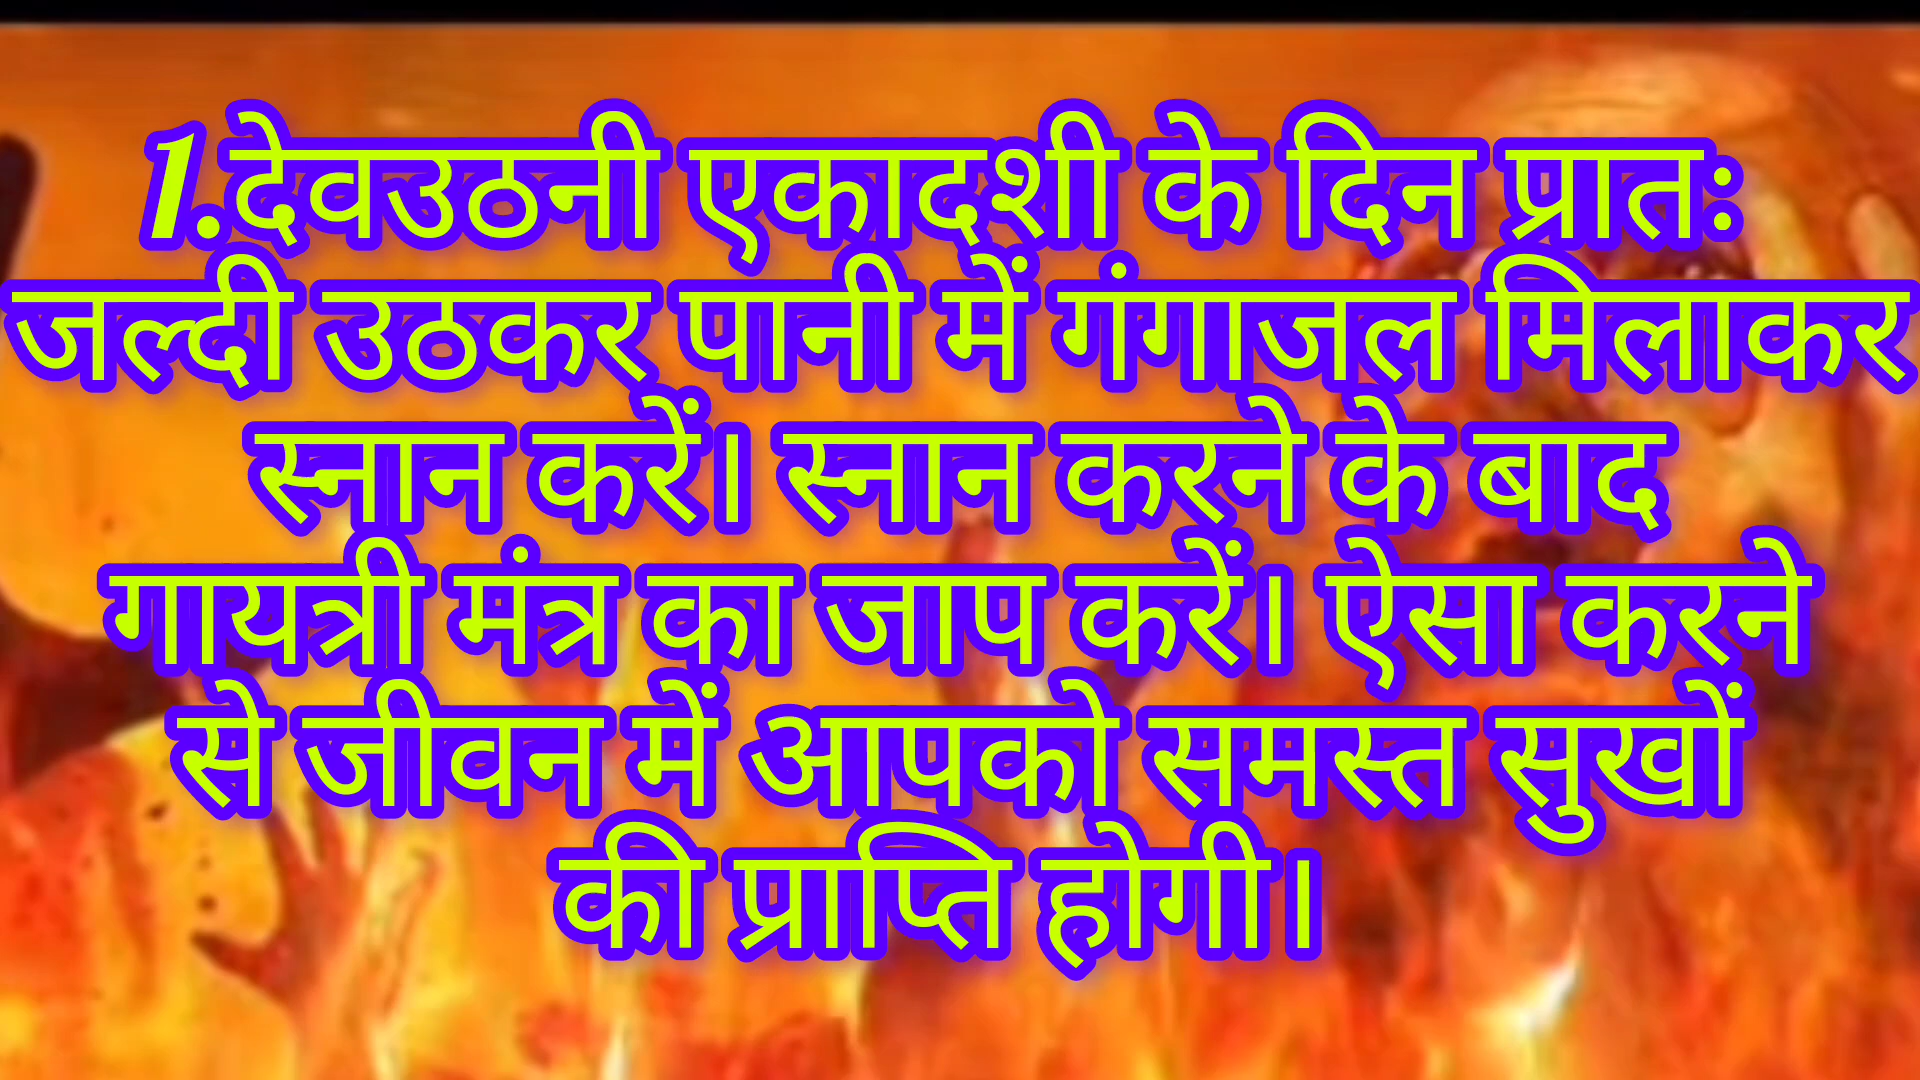 1.देवउठनी एकादशी के दिन प्रातः
जल्दी उठकर पानी में गंगाजल मिलाकर
स्नान करें। स्नान करने के बाद
गायत्री मंत्र का जाप करें। ऐसा करने
से जीवन में आपको समस्त सुखों
की प्राप्ति होगी।